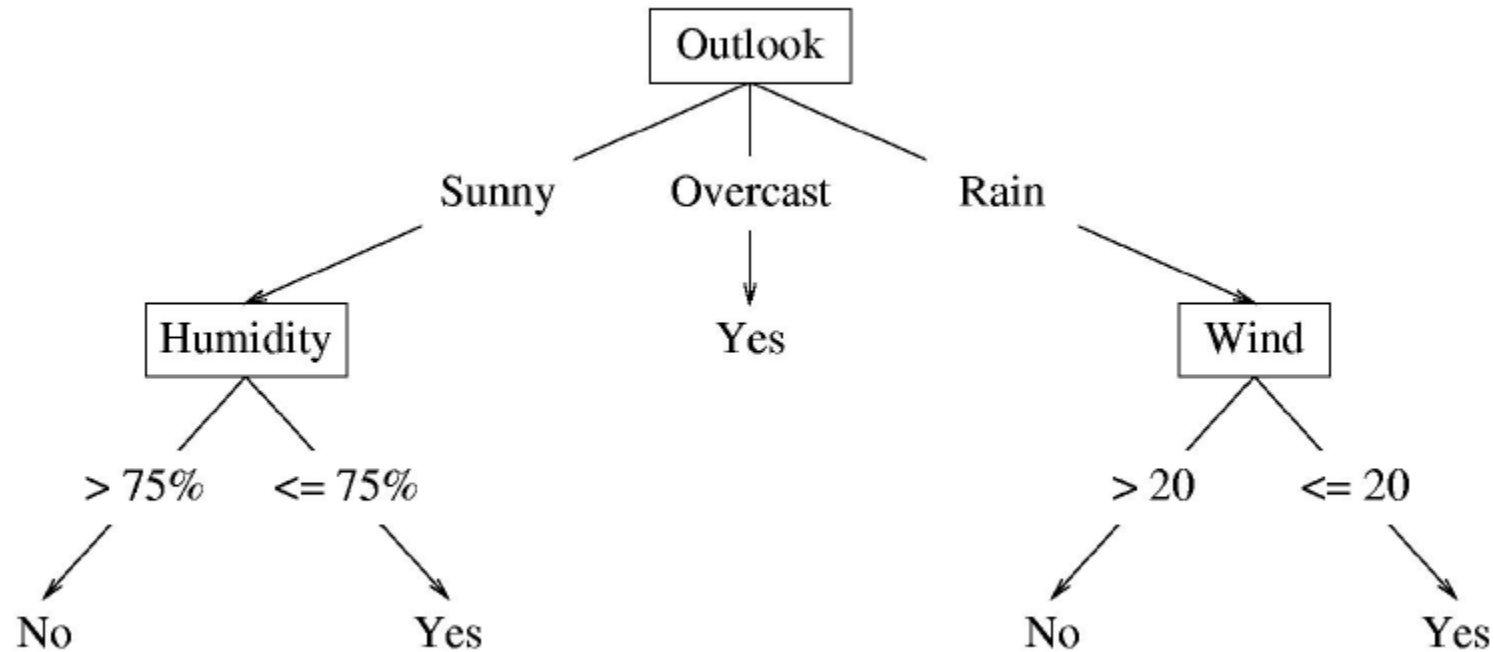 Outlook
Sunny Overcast Rain
Humidity Yes Wind
> 75% <= 75% > 20 <= 20
No Yes No Yes